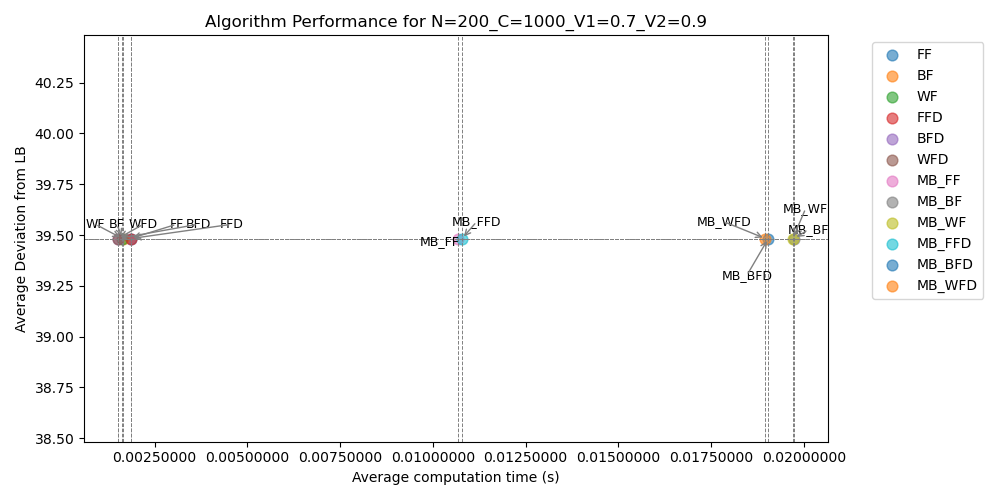 Algorithm Performance for N=200_C=1000_V1=0.7_V2=0.9
Average Deviation from LB
40.25
40.00
39.75
39.50
39.25
39.00
38.75
38.50
WF BF WFD FF BFD FFD
MB_FF
MB_FFD
MB_WFD
MB_BFD
MB_WF
MB_BF
0.00250000 0.00500000 0.00750000 0.01000000 0.01250000 0.01500000 0.01750000 0.02000000
Average computation time (s)
FF
BF
WF
FFD
BFD
WFD
MB_FF
MB_BF
MB_WF
MB_FFD
MB_BFD
MB_WFD